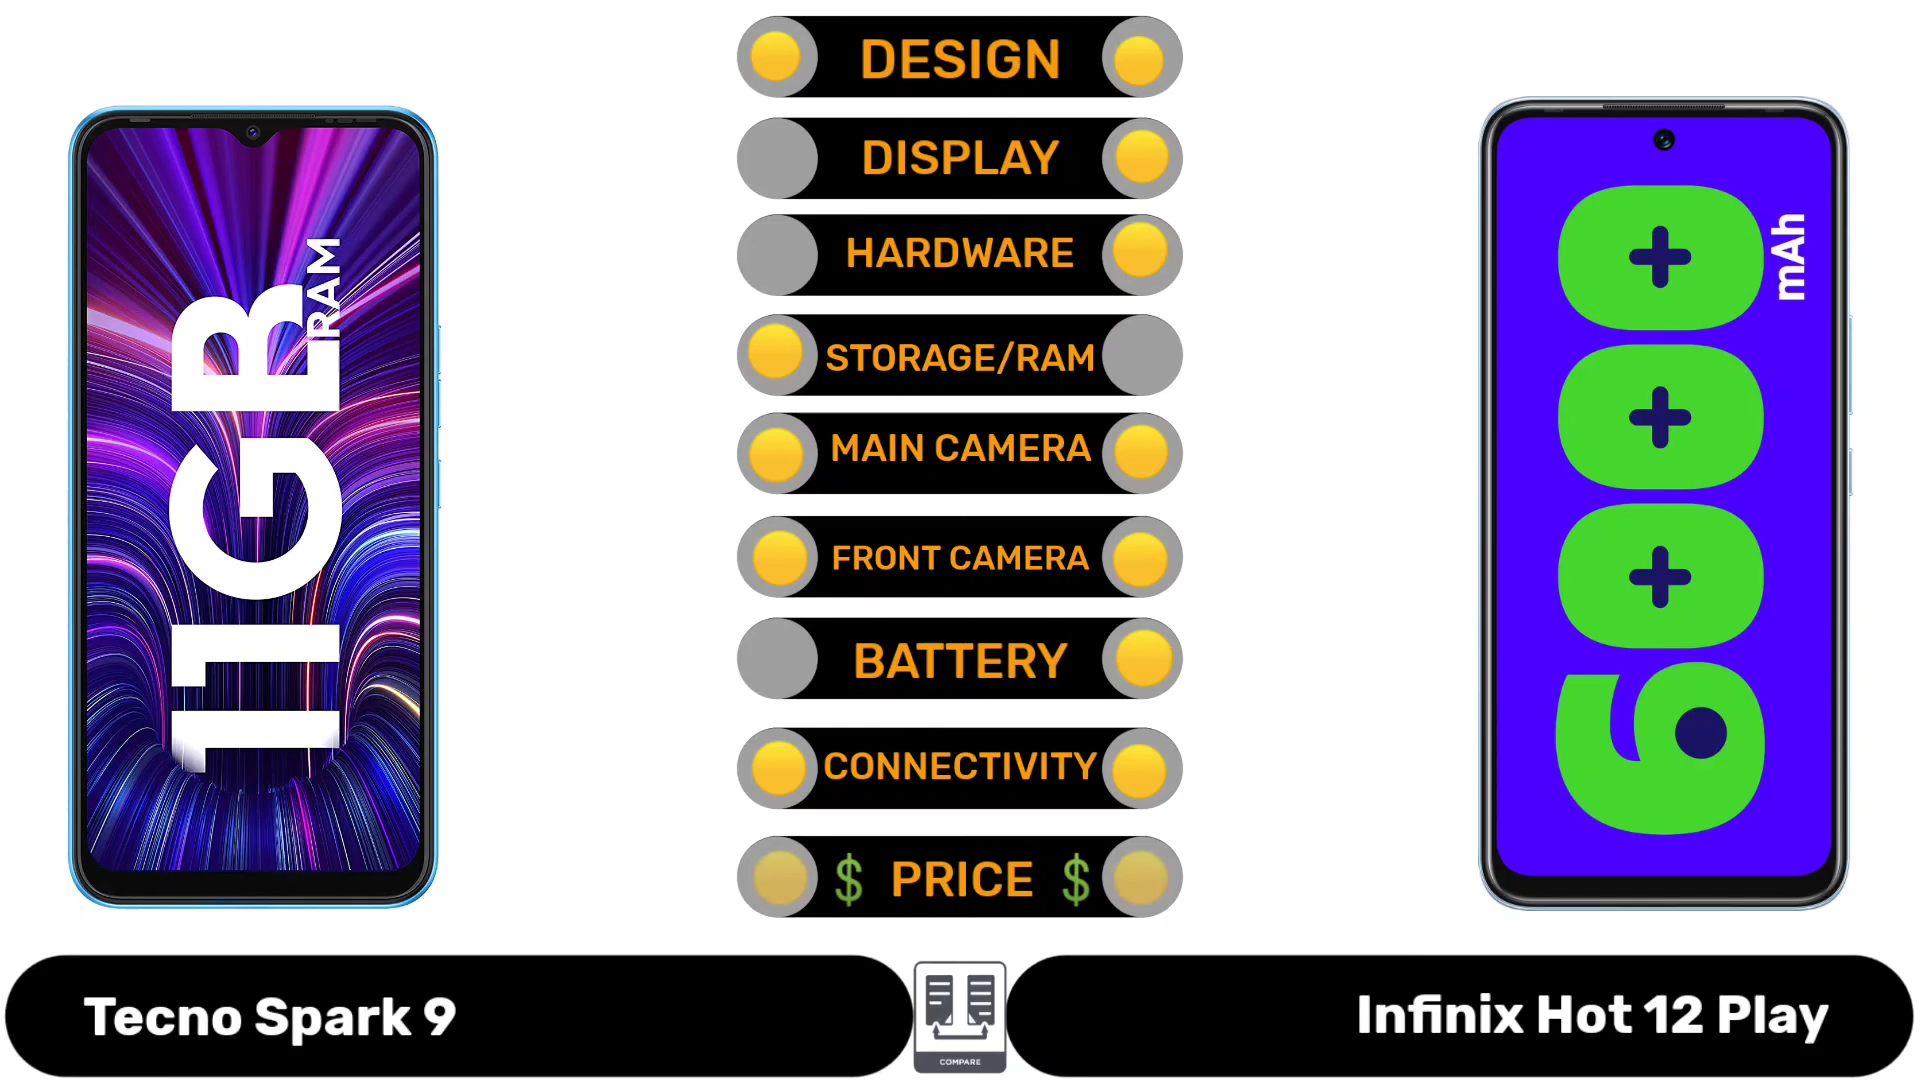 DESIGN
DISPLAY
HARDWARE
STORAGE/RAM
MAIN CAMERA
FRONT CAMERA
BATTERY
CONNECTIVITY
$ PRICE $
11GB
RAM
6000
mAh
Tecno Spark 9
COMPARE
Infinix Hot 12 Play